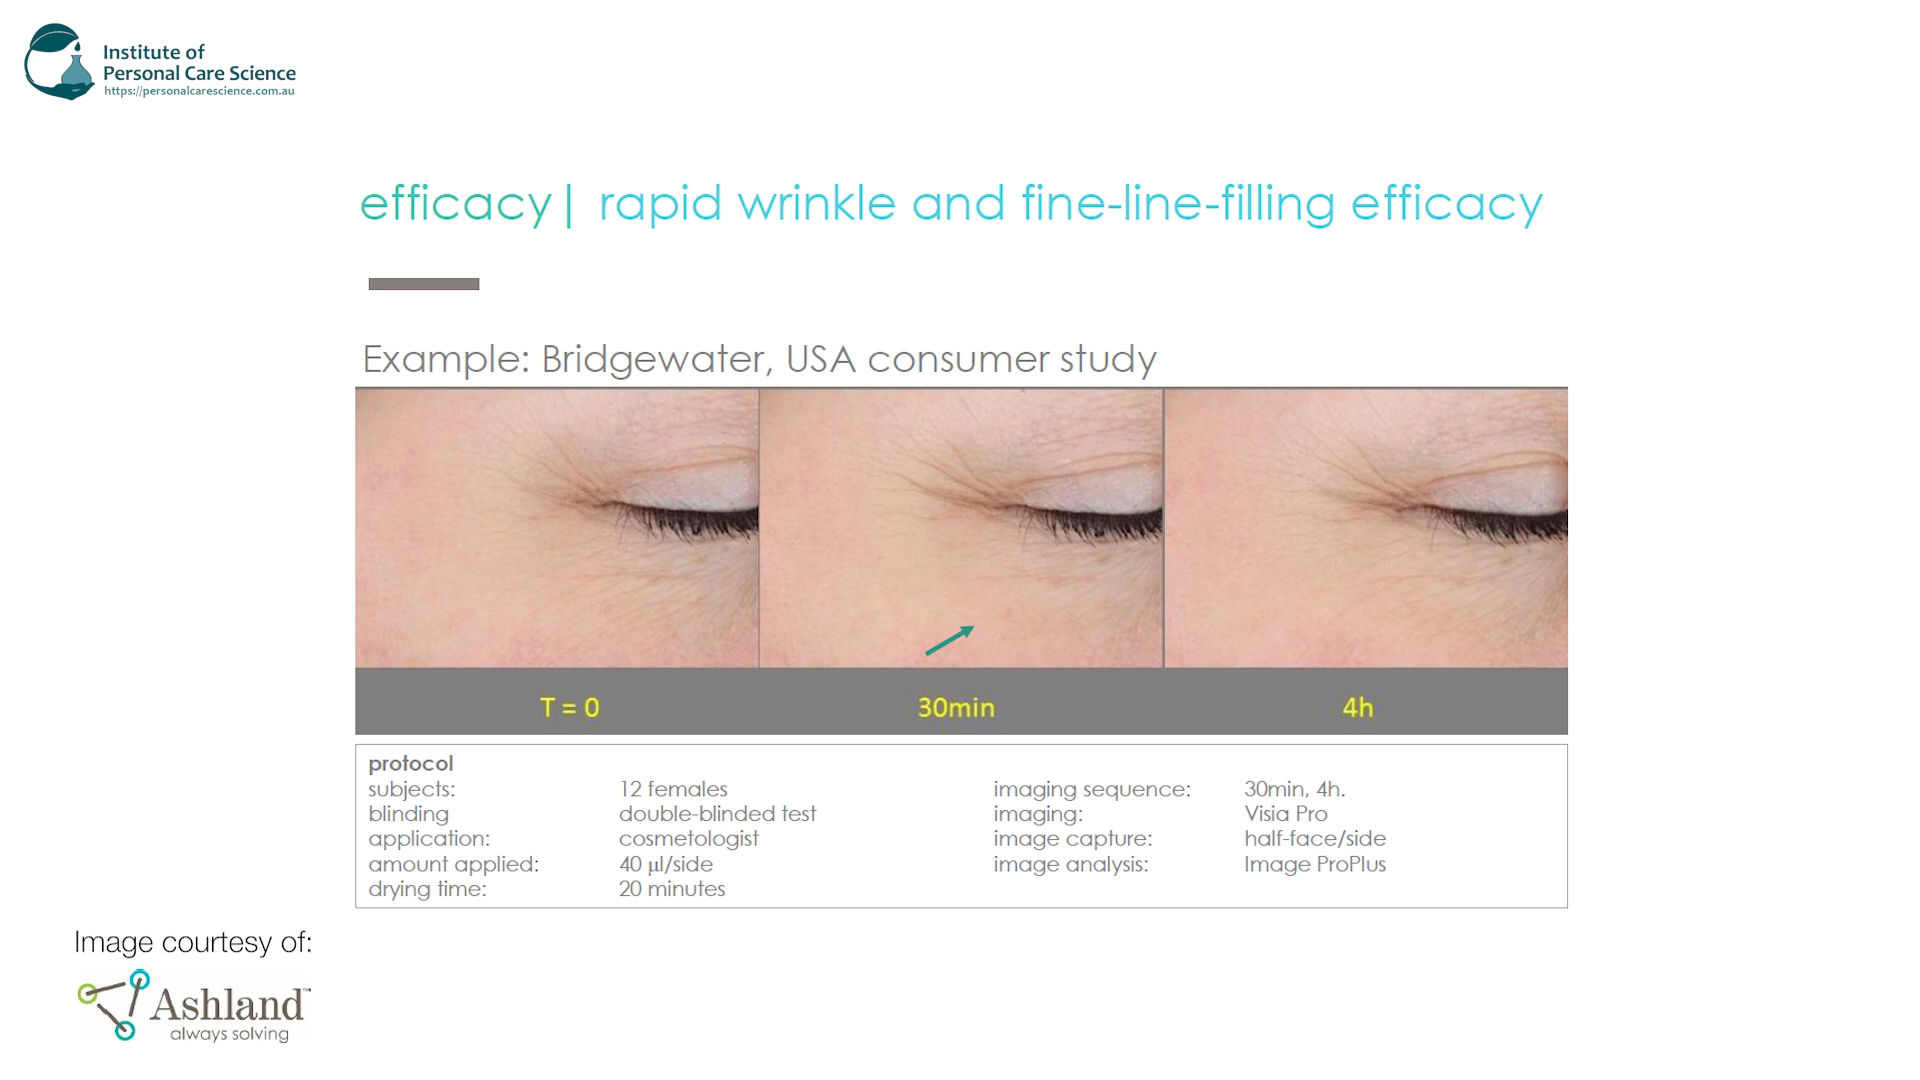 Institute of
Personal Care Science
https://personalcarescience.com.au
efficacy| rapid wrinkle and fine-line-filling efficacy
Example: Bridgewater, USA consumer study
T = 0
30min
4h
protocol
subjects: 12 females
blinding double-blinded test
application: cosmetologist
amount applied: 40 µl/side
drying time: 20 minutes
imaging sequence: 30min, 4h.
imaging: Visia Pro
image capture: half-face/side
image analysis: Image ProPlus
Image courtesy of:
Ashland™
always solving